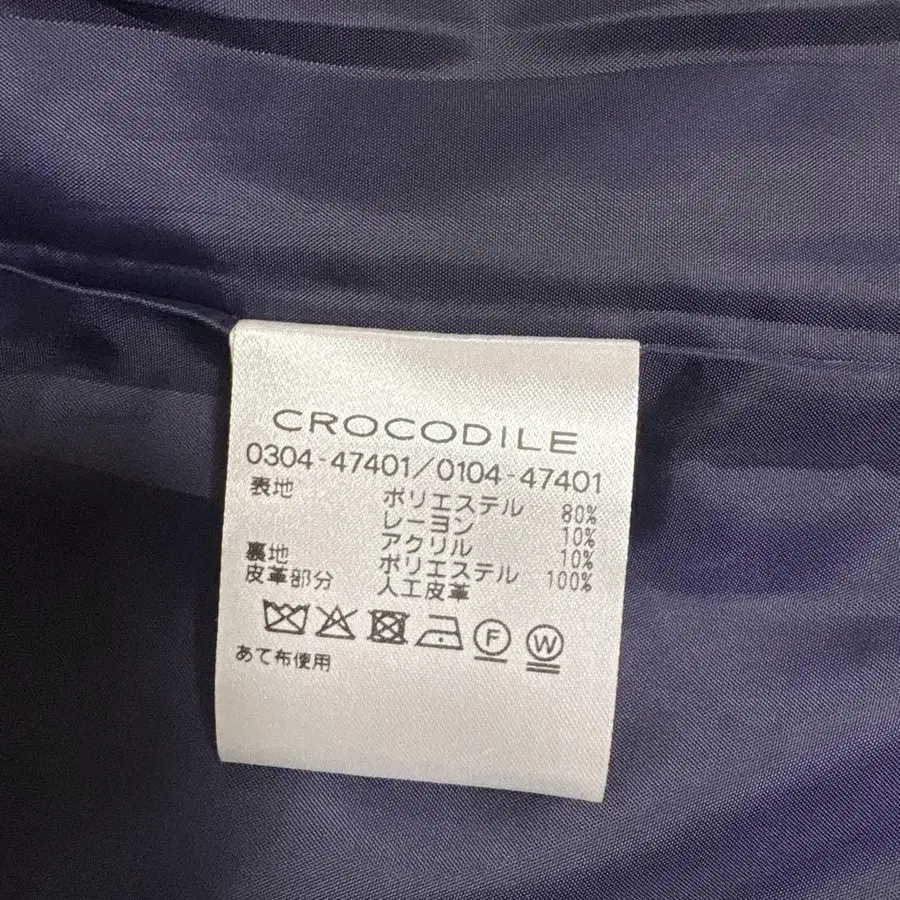 CROCODILE
0304-47401/0104-47401
表地 ポリエステル 80%
レーヨン 10%
アクリル 10%
裏地 ポリエステル 100%
皮革部分 人工皮革
F W
あて布使用